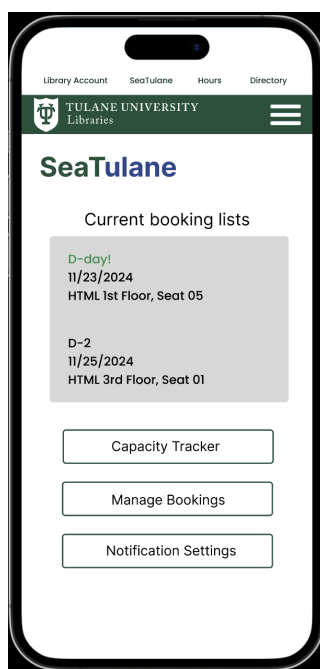 Library Account SeaTulane Hours Directory
TULANE UNIVERSITY
Libraries
SeaTulane
Current booking lists
D-day!
11/23/2024
HTML 1st Floor, Seat 05
D-2
11/25/2024
HTML 3rd Floor, Seat 01
Capacity Tracker
Manage Bookings
Notification Settings